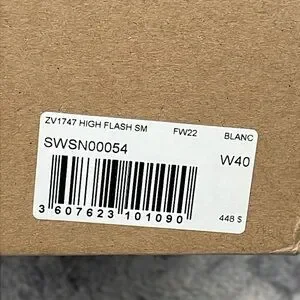 ZV1747 HIGH FLASH SM FW22 BLANC
SWSN00054 W40
3 607623 101090 448 $